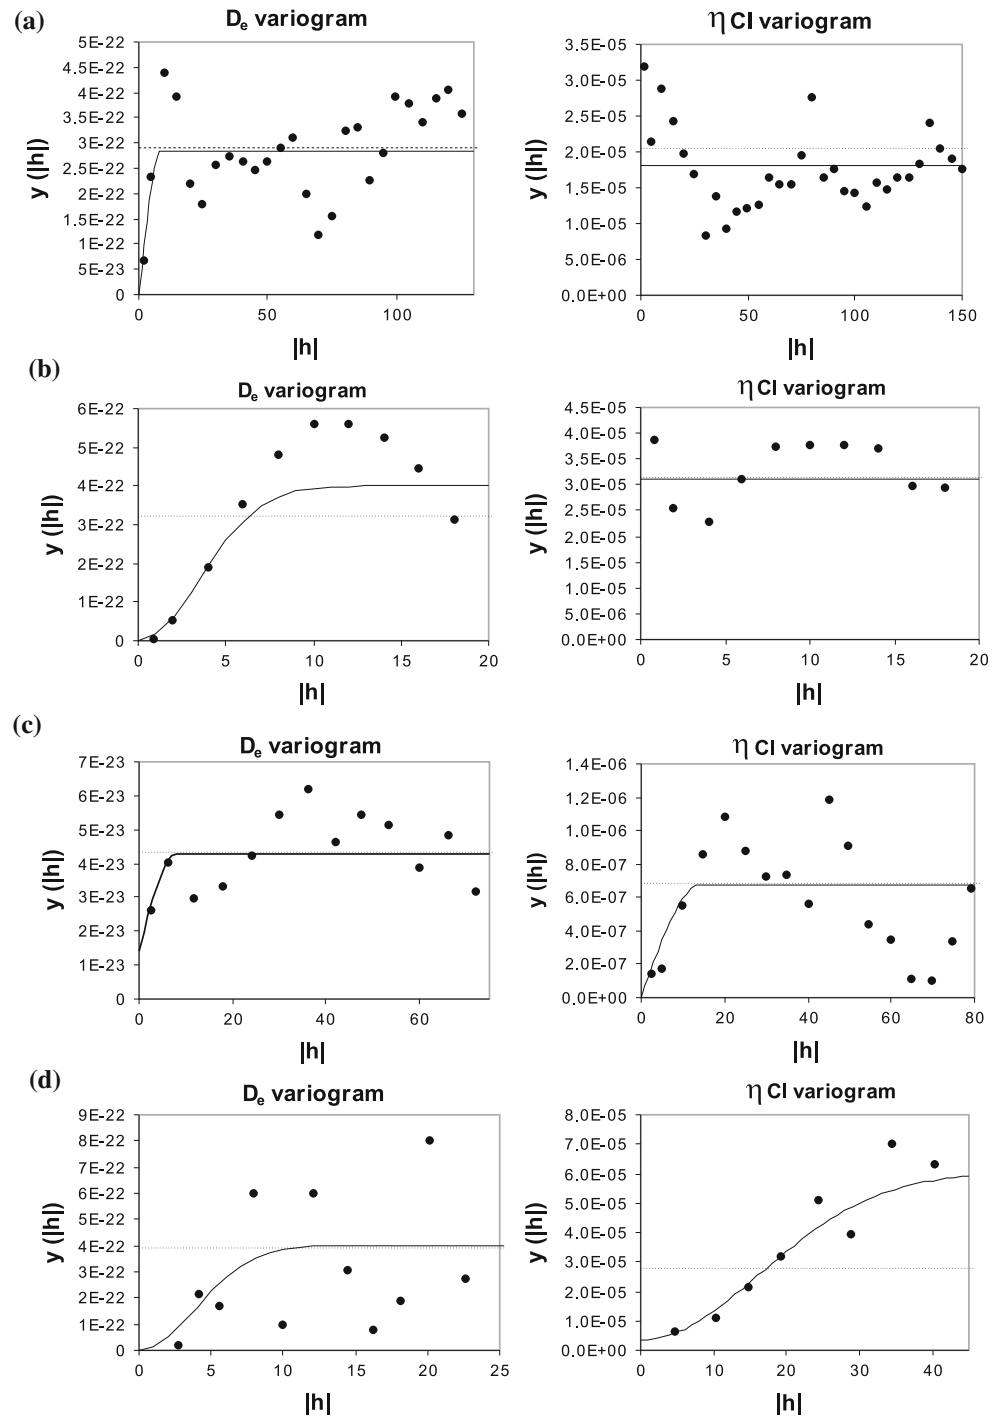 (a)
De variogram
5E-22
4.5E-22
4E-22
3.5E-22
3E-22
2.5E-22
2E-22
1.5E-22
1E-22
5E-23
0
y (|h|)
0 50 100
|h|
η CI variogram
3.5E-05
3.0E-05
2.5E-05
2.0E-05
1.5E-05
1.0E-05
5.0E-06
0.0E+00
y (|h|)
0 50 100 150
|h|
(b)
De variogram
6E-22
5E-22
4E-22
3E-22
2E-22
1E-22
0
y (|h|)
0 5 10 15 20
|h|
η CI variogram
4.5E-05
4.0E-05
3.5E-05
3.0E-05
2.5E-05
2.0E-05
1.5E-05
1.0E-05
5.0E-06
0.0E+00
y (|h|)
0 5 10 15 20
|h|
(c)
De variogram
7E-23
6E-23
5E-23
4E-23
3E-23
2E-23
1E-23
0
y (|h|)
0 20 40 60
|h|
η CI variogram
1.4E-06
1.2E-06
1.0E-06
8.0E-07
6.0E-07
4.0E-07
2.0E-07
0.0E+00
y (|h|)
0 20 40 60 80
|h|
(d)
De variogram
9E-22
8E-22
7E-22
6E-22
5E-22
4E-22
3E-22
2E-22
1E-22
0
y (|h|)
0 5 10 15 20 25
|h|
η CI variogram
8.0E-05
7.0E-05
6.0E-05
5.0E-05
4.0E-05
3.0E-05
2.0E-05
1.0E-05
0.0E+00
y (|h|)
0 10 20 30 40
|h|